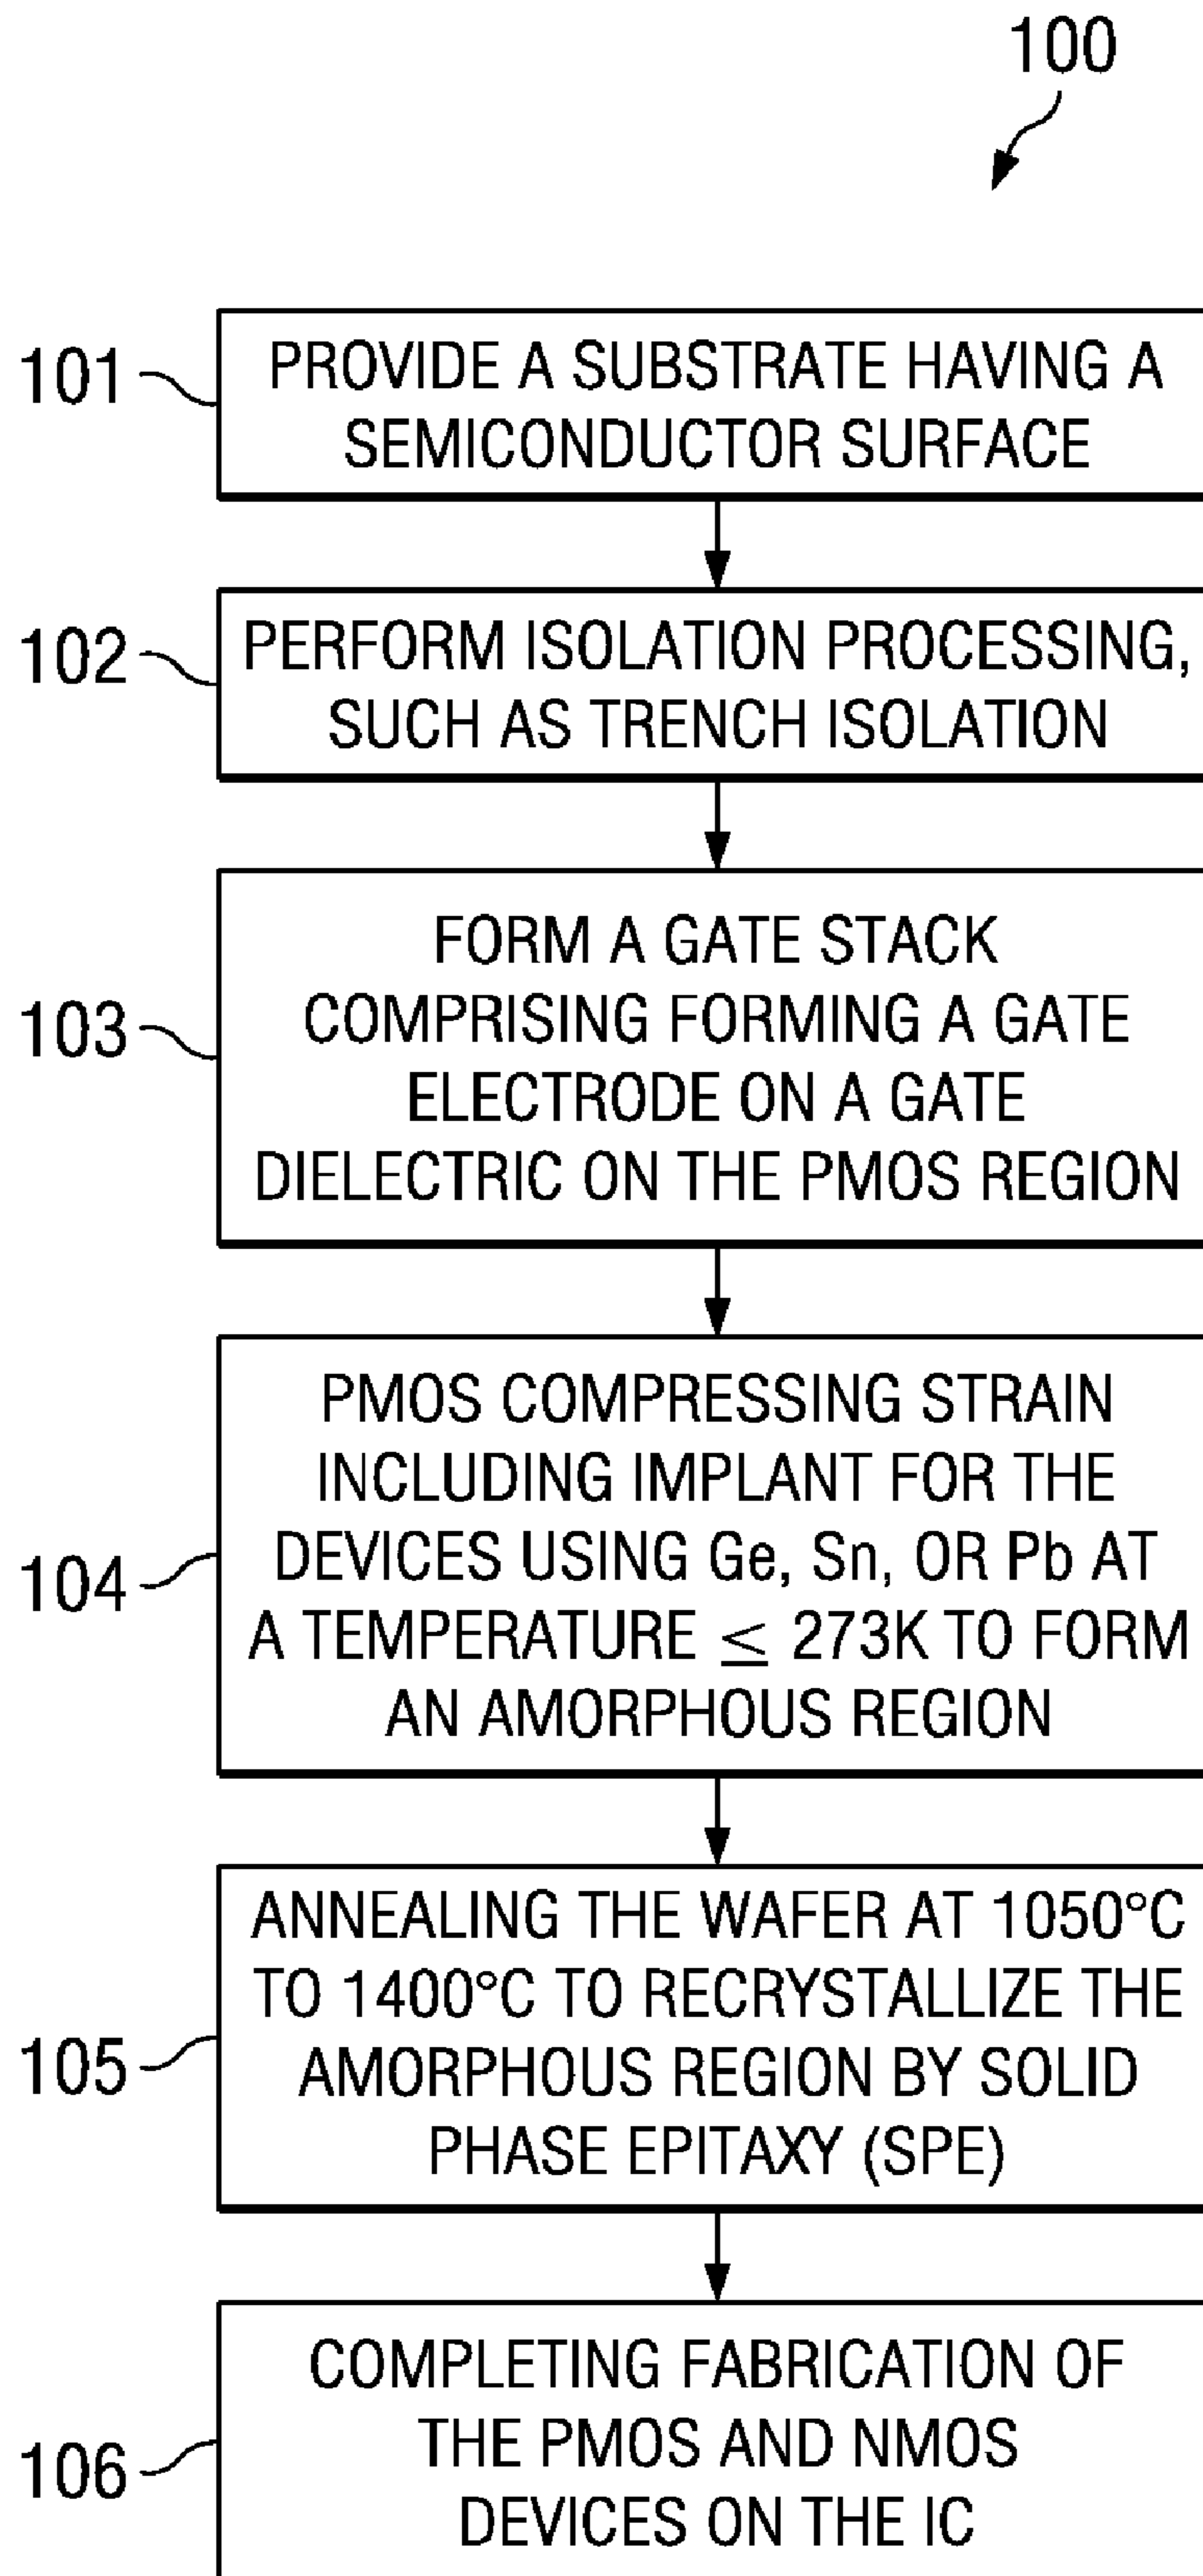 100
101
PROVIDE A SUBSTRATE HAVING A
SEMICONDUCTOR SURFACE
102
PERFORM ISOLATION PROCESSING,
SUCH AS TRENCH ISOLATION
103
FORM A GATE STACK
COMPRISING FORMING A GATE
ELECTRODE ON A GATE
DIELECTRIC ON THE PMOS REGION
104
PMOS COMPRESSING STRAIN
INCLUDING IMPLANT FOR THE
DEVICES USING Ge, Sn, OR Pb AT
A TEMPERATURE ≤ 273K TO FORM
AN AMORPHOUS REGION
105
ANNEALING THE WAFER AT 1050°C
TO 1400°C TO RECRYSTALLIZE THE
AMORPHOUS REGION BY SOLID
PHASE EPITAXY (SPE)
106
COMPLETING FABRICATION OF
THE PMOS AND NMOS
DEVICES ON THE IC